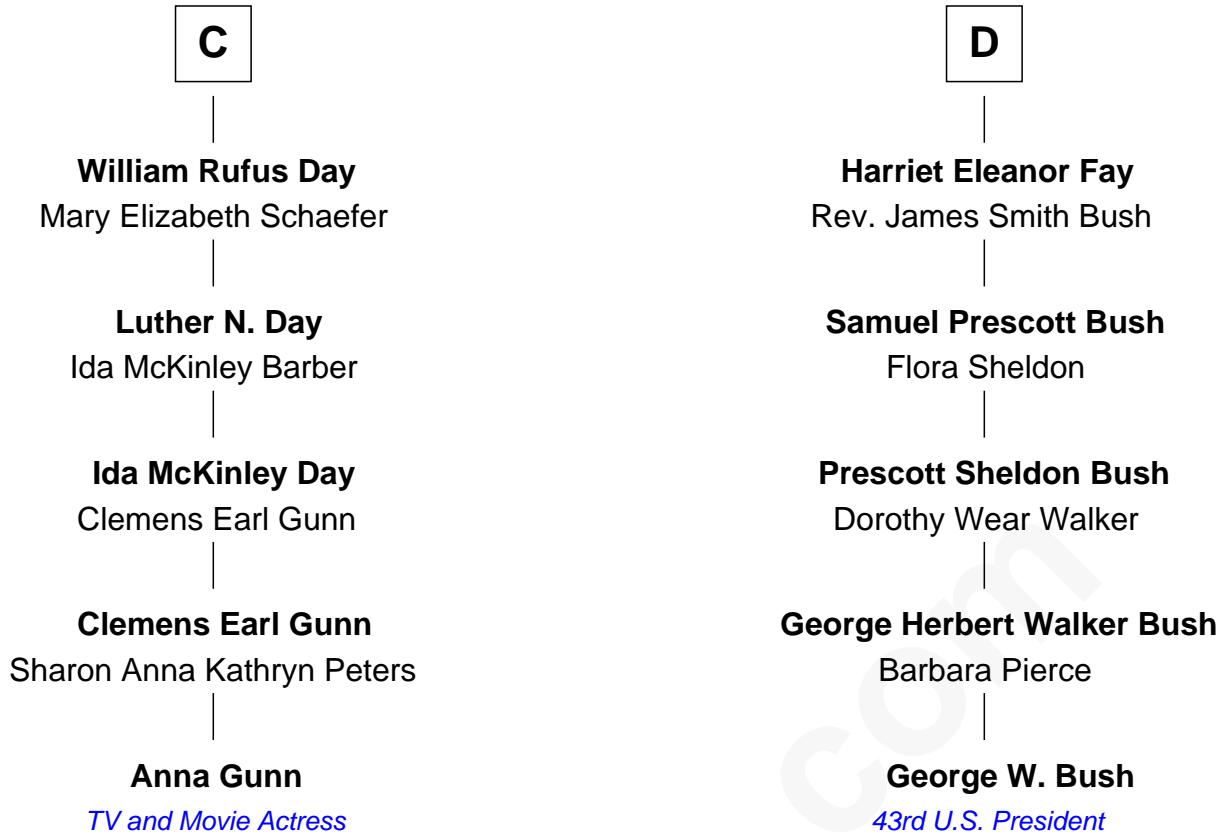 C
William Rufus Day
Mary Elizabeth Schaefer
Luther N. Day
Ida McKinley Barber
Ida McKinley Day
Clemens Earl Gunn
Clemens Earl Gunn
Sharon Anna Kathryn Peters
Anna Gunn
TV and Movie Actress
D
Harriet Eleanor Fay
Rev. James Smith Bush
Samuel Prescott Bush
Flora Sheldon
Prescott Sheldon Bush
Dorothy Wear Walker
George Herbert Walker Bush
Barbara Pierce
George W. Bush
43rd U.S. President
com